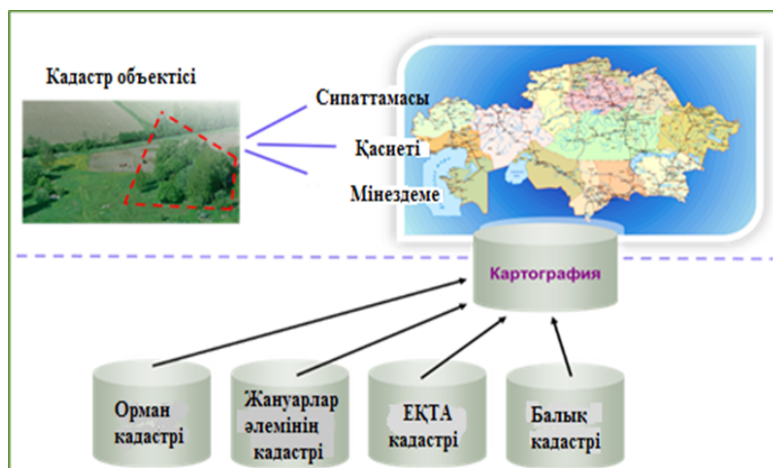 Кадастр объектісі
Сипаттамасы
Қасиеті
Мінездеме
Картография
Орман
кадастрі
Жануарлар
әлемінің
кадастрі
ЕҚТА
кадастрі
Балық
кадастрі